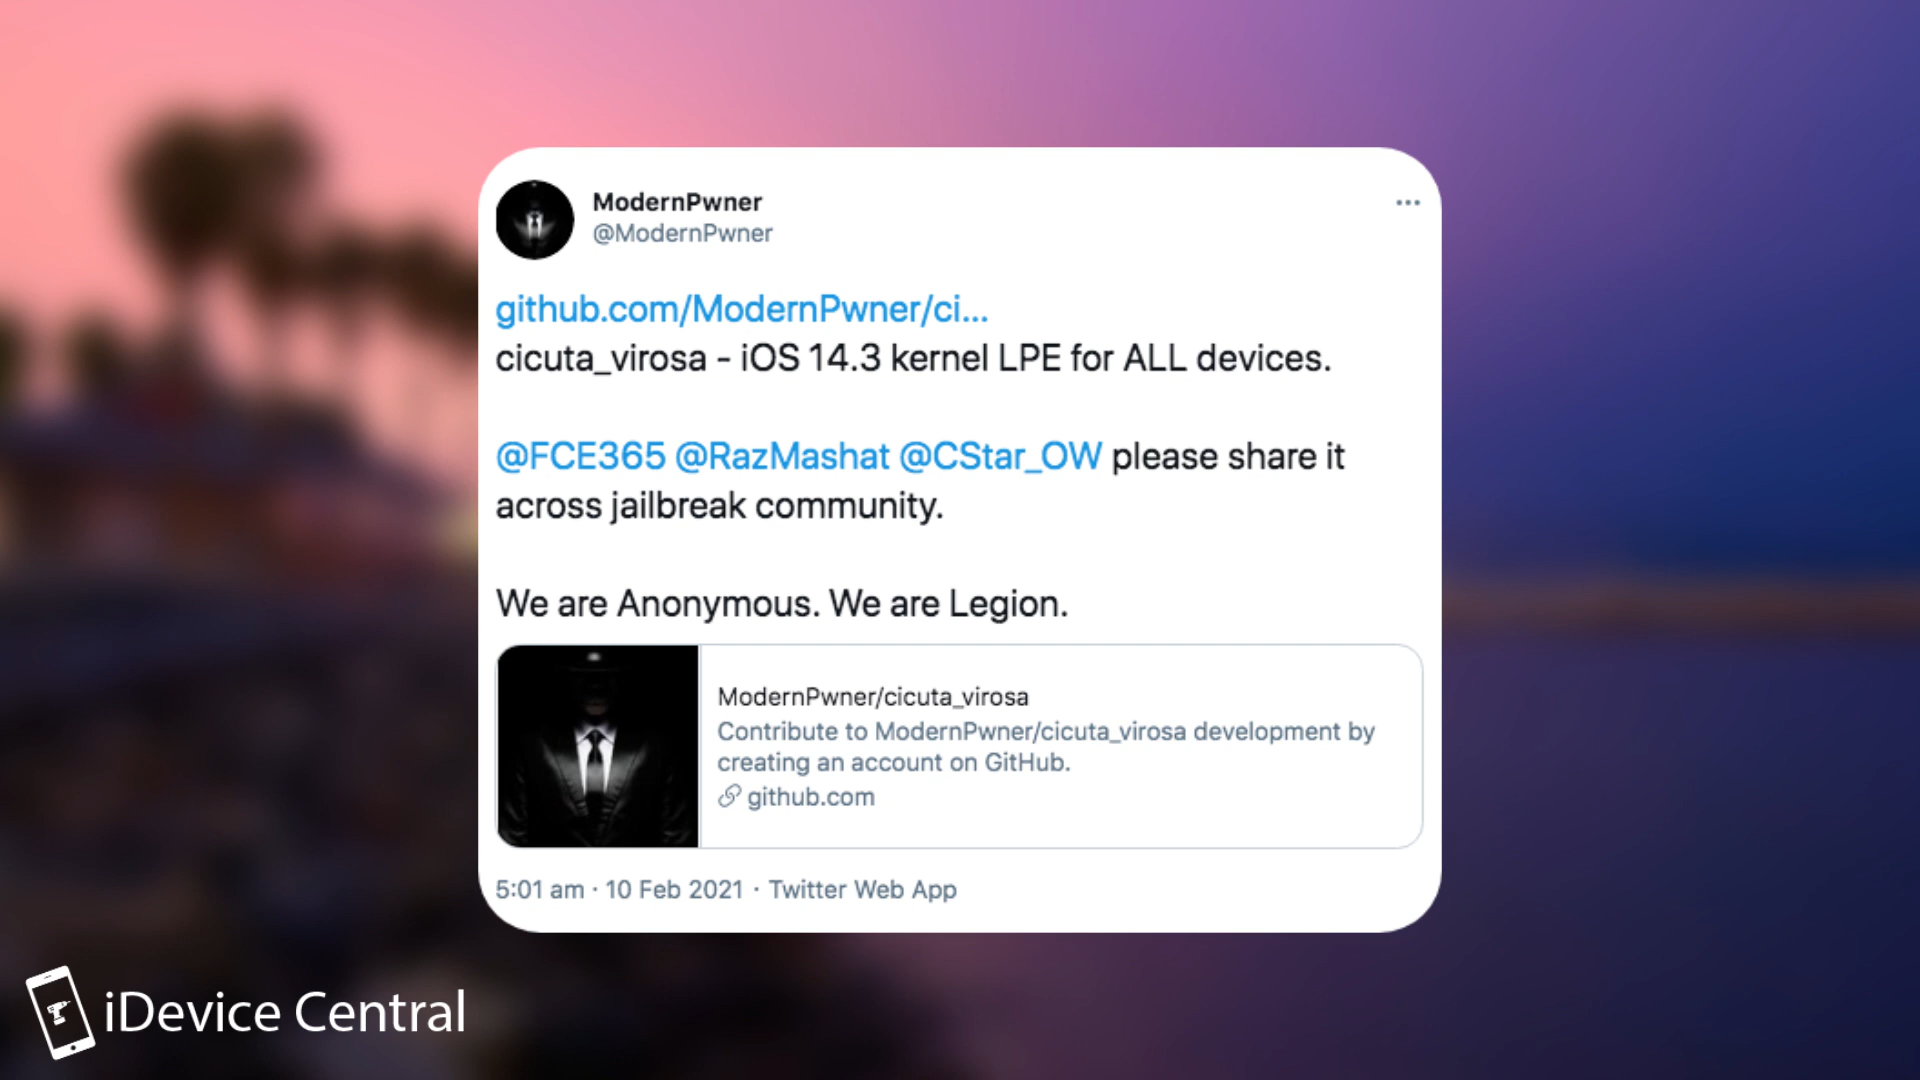 ModernPwner
@ModernPwner
github.com/ModernPwner/ci...
cicuta_virosa - iOS 14.3 kernel LPE for ALL devices.
@FCE365 @RazMashat @CStar_OW please share it
across jailbreak community.
We are Anonymous. We are Legion.
ModernPwner/cicuta_virosa
Contribute to ModernPwner/cicuta_virosa development by
creating an account on GitHub.
github.com
5:01 am · 10 Feb 2021 · Twitter Web App
iDevice Central